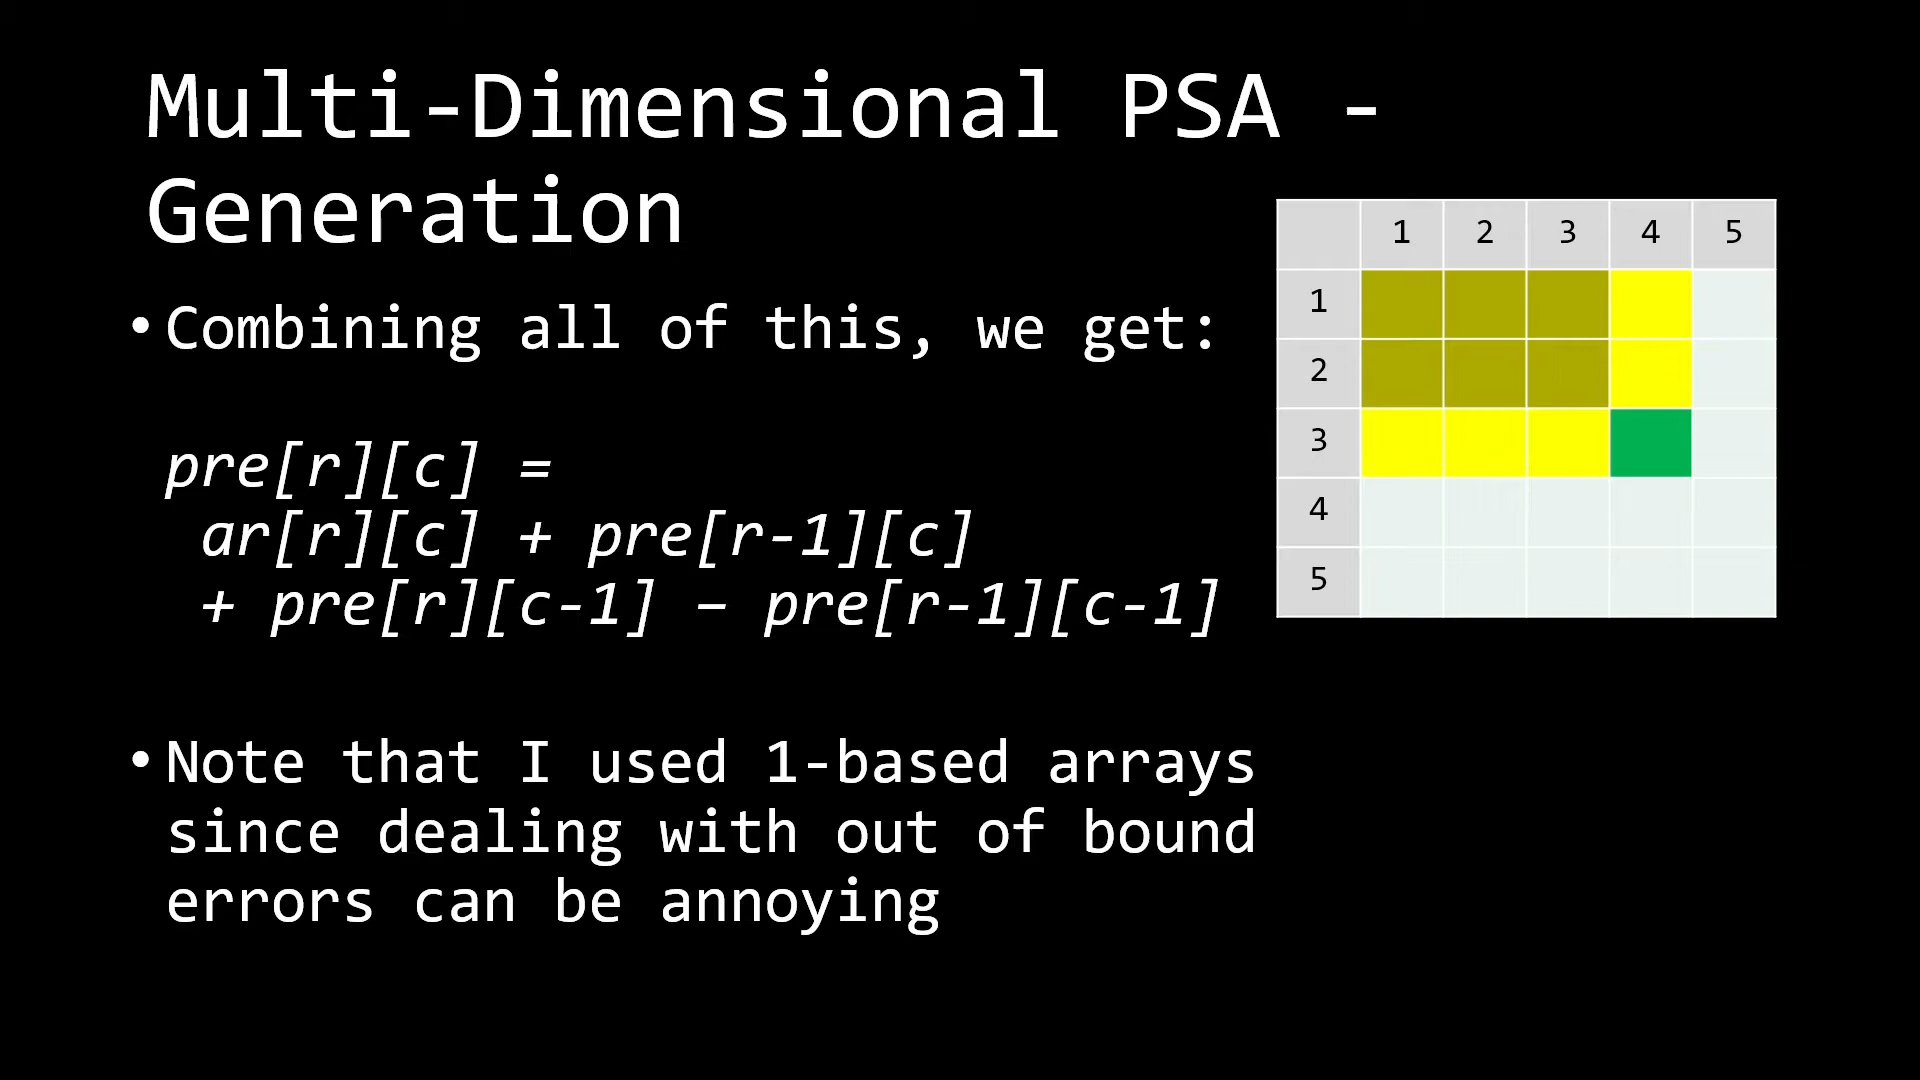 Multi-Dimensional PSA -
Generation
•Combining all of this, we get:
pre[r][c] =
ar[r][c] + pre[r-1][c]
+ pre[r][c-1] – pre[r-1][c-1]
•Note that I used 1-based arrays
since dealing with out of bound
errors can be annoying
1 2 3 4 5
1
2
3
4
5